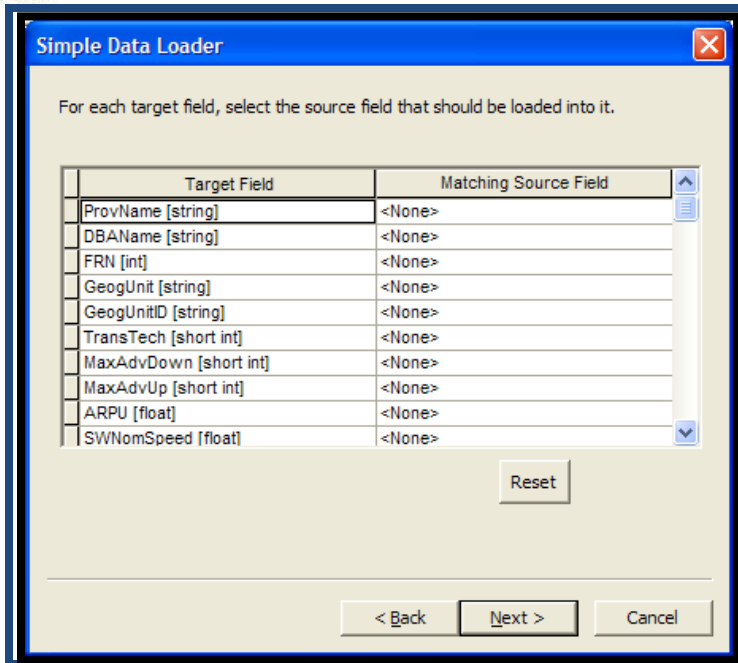 Simple Data Loader
For each target field, select the source field that should be loaded into it.
Target Field Matching Source Field
ProvName [string] <None>
DBAName [string] <None>
FRN [int] <None>
GeogUnit [string] <None>
GeogUnitID [string] <None>
TransTech [short int] <None>
MaxAdvDown [short int] <None>
MaxAdvUp [short int] <None>
ARPU [float] <None>
SWNomSpeed [float] <None>
Reset
< Back Next > Cancel